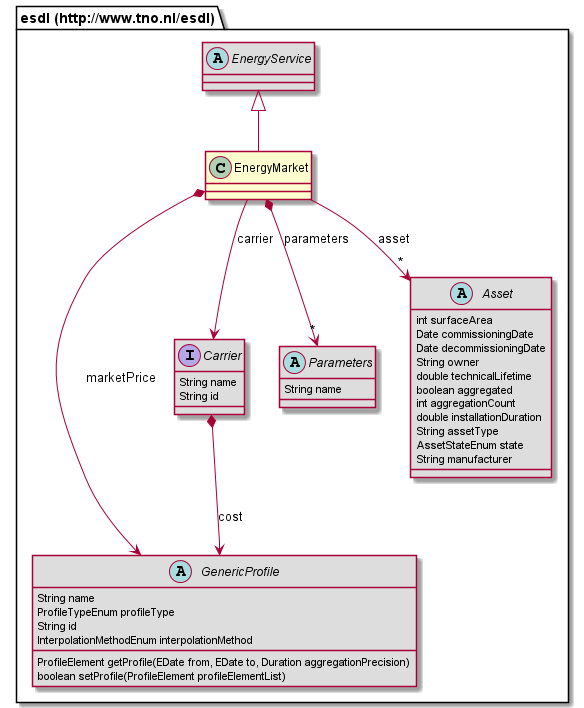 esdl (http://www.tno.nl/esdl)
A EnergyService
C EnergyMarket
carrier
parameters
asset
*
*
marketPrice
A Asset
int surfaceArea
Date commissioningDate
Date decommissioningDate
String owner
double technicalLifetime
boolean aggregated
int aggregationCount
double installationDuration
String assetType
AssetStateEnum state
String manufacturer
I Carrier
String name
String id
A Parameters
String name
cost
A GenericProfile
String name
ProfileTypeEnum profileType
String id
InterpolationMethodEnum interpolationMethod
ProfileElement getProfile(EDate from, EDate to, Duration aggregationPrecision)
boolean setProfile(ProfileElement profileElementList)